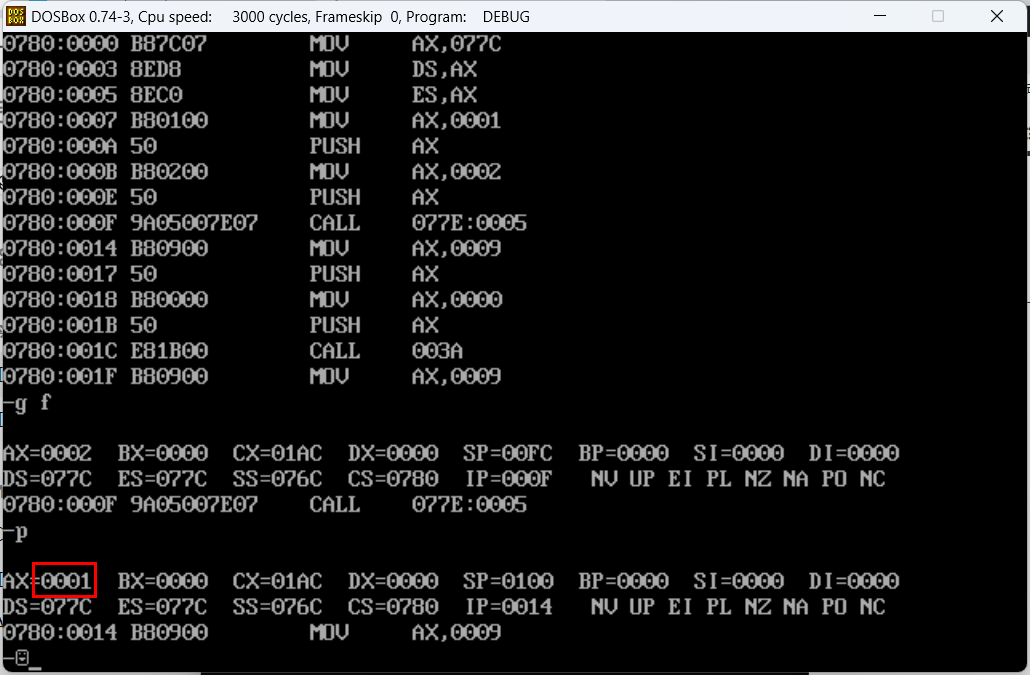 DOSBox 0.74-3, Cpu speed: 3000 cycles, Frameskip 0, Program: DEBUG
0780:0000 B87C07 MOV AX,077C
0780:0003 8ED8 MOV DS,AX
0780:0005 8EC0 MOV ES,AX
0780:0007 B80100 MOV AX,0001
0780:000A 50 PUSH AX
0780:000B B80200 MOV AX,0002
0780:000E 50 PUSH AX
0780:000F 9A05007E07 CALL 077E:0005
0780:0014 B80900 MOV AX,0009
0780:0017 50 PUSH AX
0780:0018 B80000 MOV AX,0000
0780:001B 50 PUSH AX
0780:001C E81B00 CALL 003A
0780:001F B80900 MOV AX,0009
-g f
AX=0002 BX=0000 CX=01AC DX=0000 SP=00FC BP=0000 SI=0000 DI=0000
DS=077C ES=077C SS=076C CS=0780 IP=000F NV UP EI PL NZ NA PO NC
0780:000F 9A05007E07 CALL 077E:0005
-p
AX=0001 BX=0000 CX=01AC DX=0000 SP=0100 BP=0000 SI=0000 DI=0000
DS=077C ES=077C SS=076C CS=0780 IP=0014 NV UP EI PL NZ NA PO NC
0780:0014 B80900 MOV AX,0009
-☺_